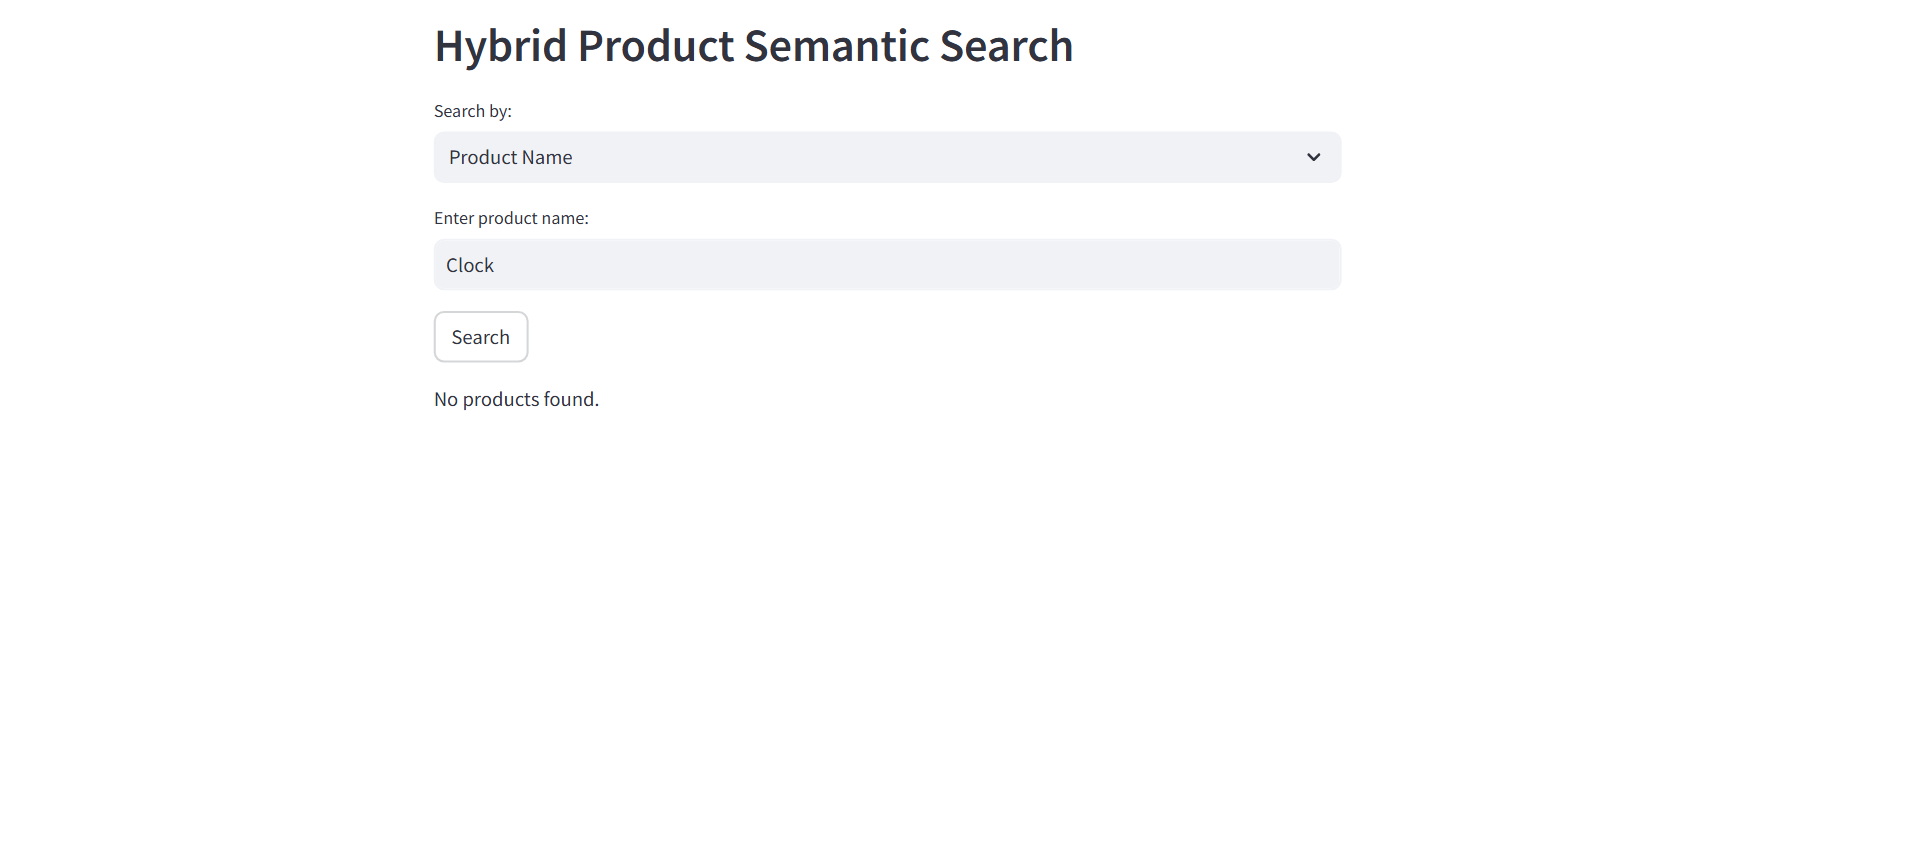 Hybrid Product Semantic Search
Search by:
Product Name
Enter product name:
Clock
Search
No products found.